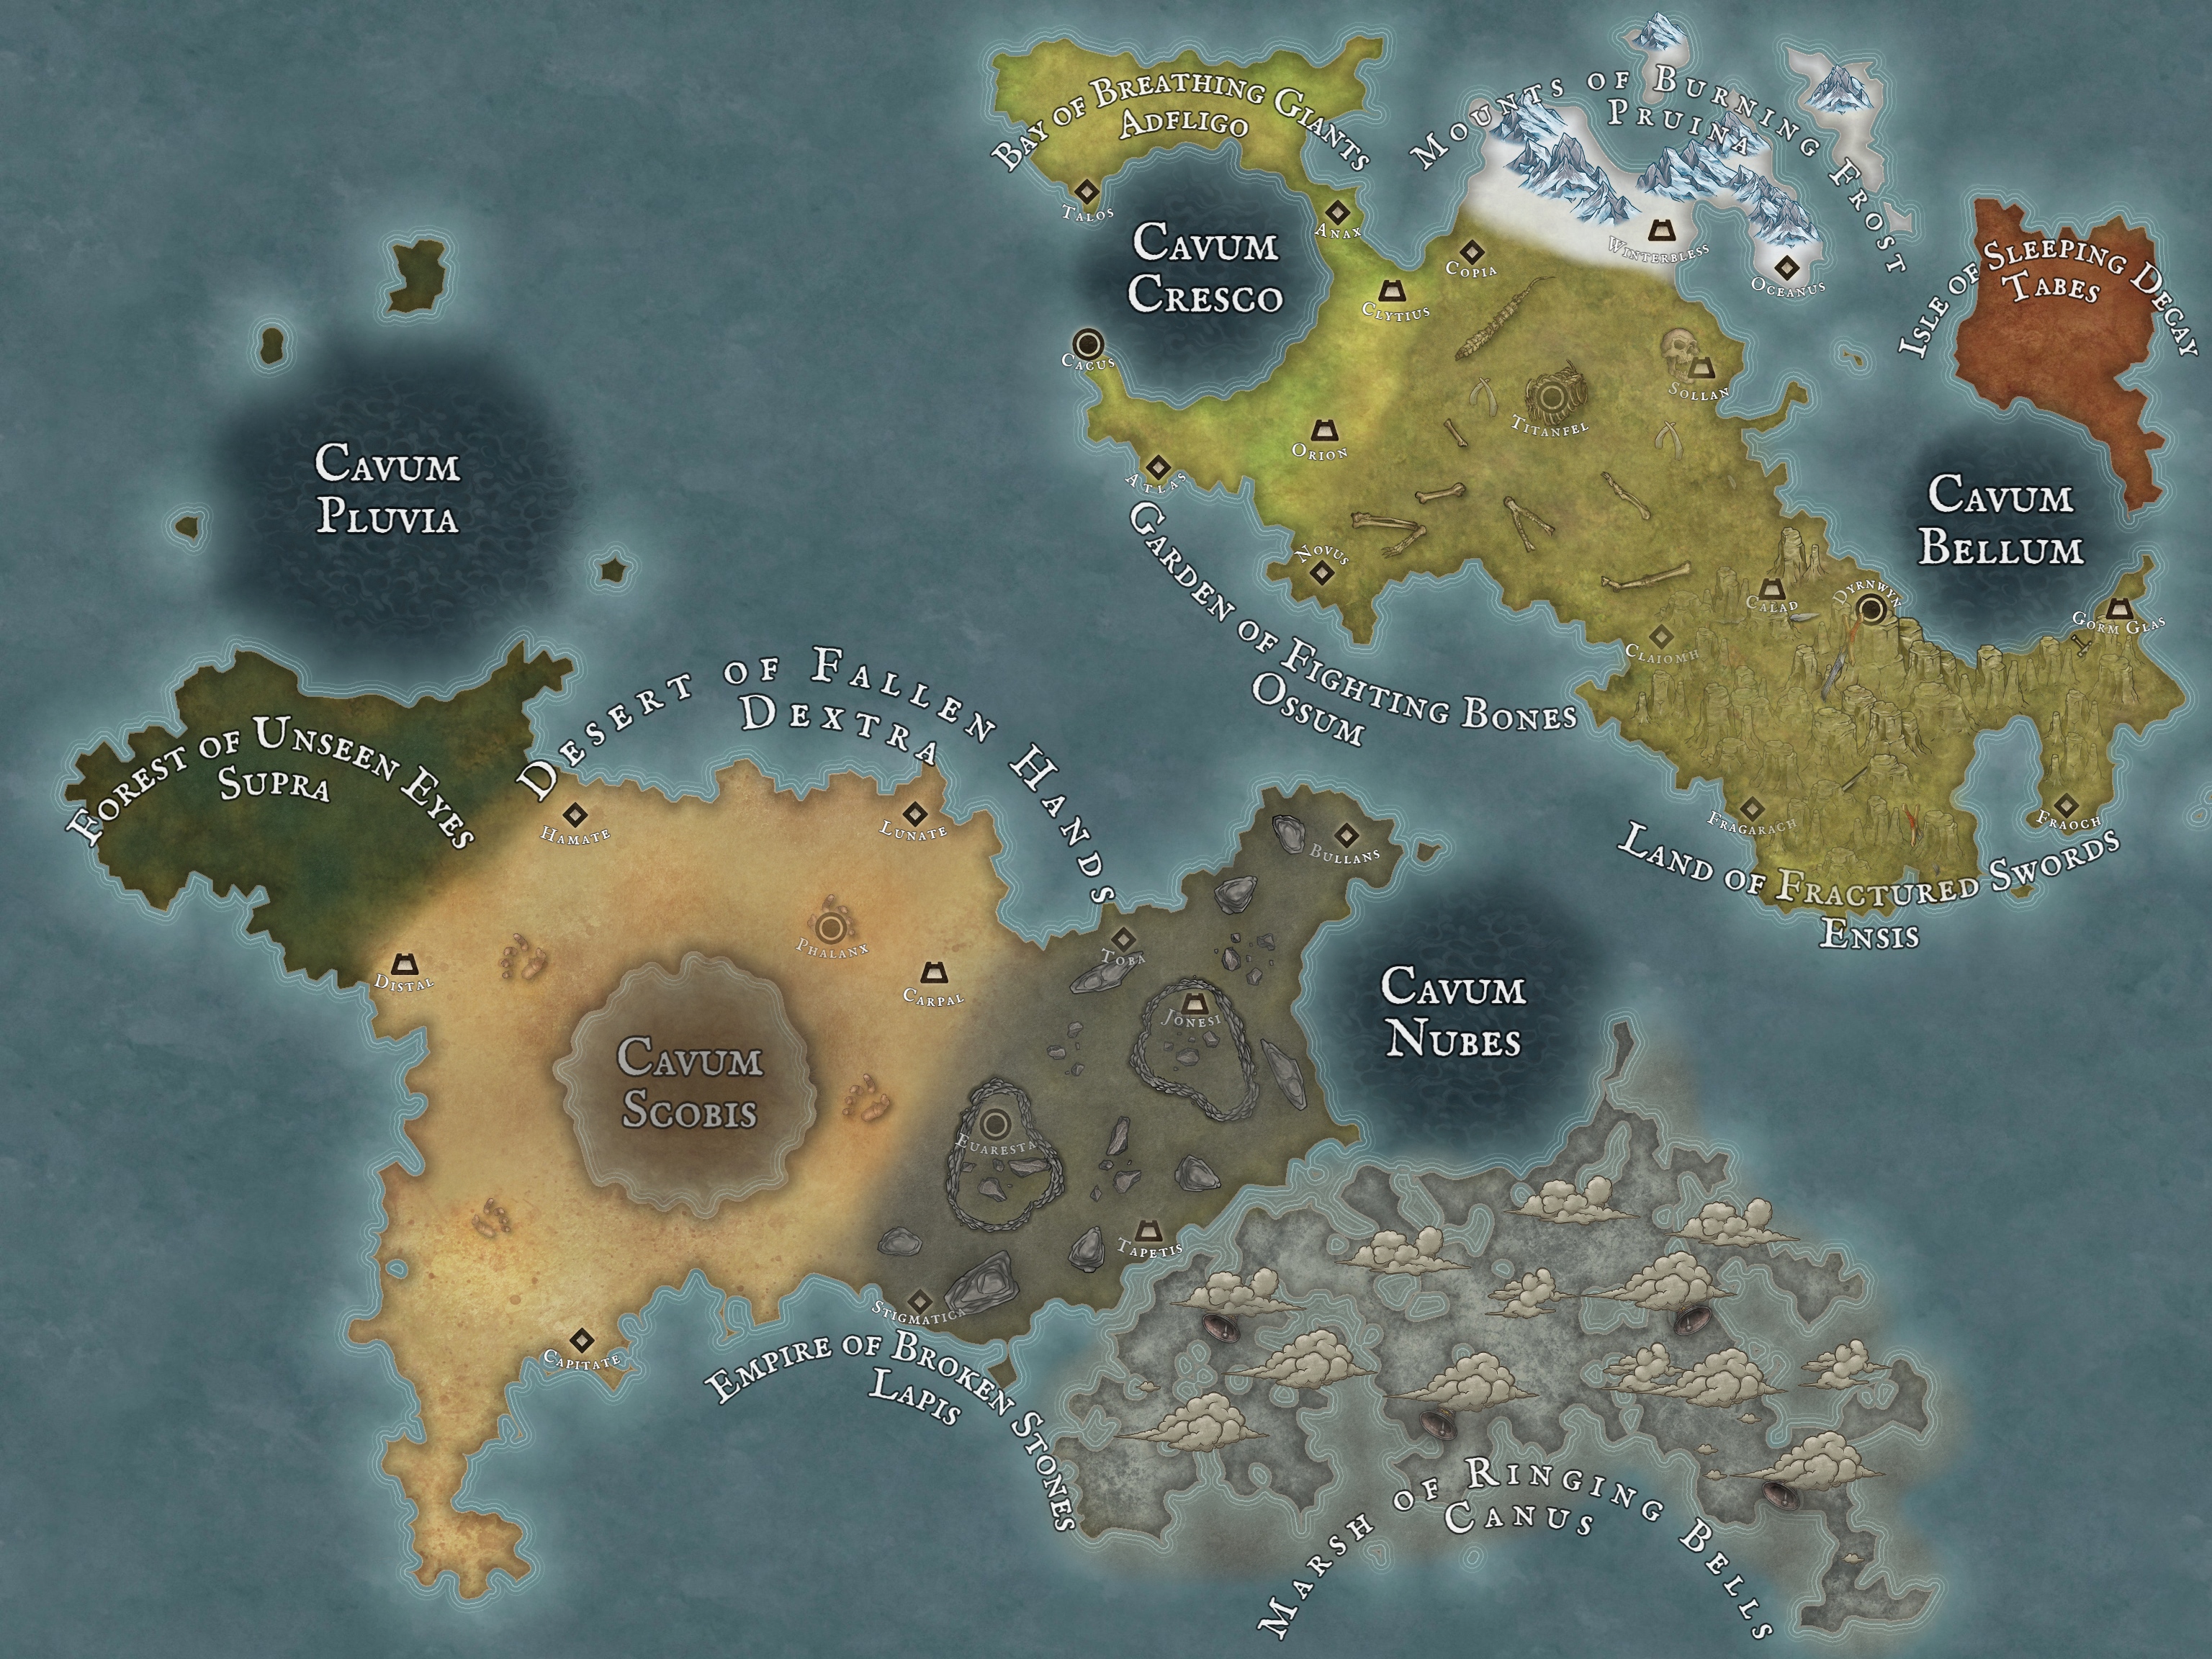 Bay of Breathing Giants
Adfligo
Talos
Anax
Cavum
Cresco
Cacus
Clytius
Orion
Atlas
Mounts of Burning Frost
Pruina
Winterbless
Oceanus
Copia
Isle of Sleeping Decay
Tabes
Sollan
Titanfel
Novus
Garden of Fighting Bones
Ossum
Cavum
Bellum
Calad
Dyrnwyn
Gorm Glas
Claiomh
Fragarach
Fraoch
Land of Fractured Swords
Ensis
Cavum
Pluvia
Forest of Unseen Eyes
Supra
Desert of Fallen Hands
Dextra
Hamate
Lunate
Phalanx
Distal
Carpal
Cavum
Scobis
Capitate
Bullans
Toba
Jonesi
Euaresta
Tapetis
Stigmatica
Empire of Broken Stones
Lapis
Cavum
Nubes
Marsh of Ringing Bells
Canus